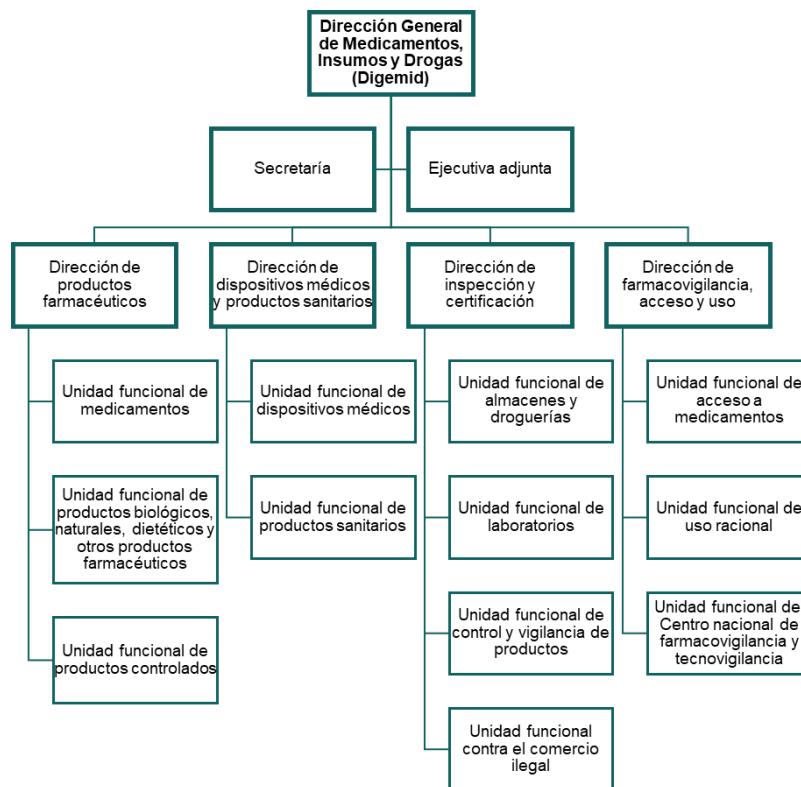 Dirección General
de Medicamentos,
Insumos y Drogas
(Digemid)
Secretaría
Ejecutiva adjunta
Dirección de
productos
farmacéuticos
Dirección de
dispositivos médicos
y productos sanitarios
Dirección de
inspección y
certificación
Dirección de
farmacovigilancia,
acceso y uso
Unidad funcional de
medicamentos
Unidad funcional de
productos biológicos,
naturales, dietéticos y
otros productos
farmacéuticos
Unidad funcional de
productos controlados
Unidad funcional de
dispositivos médicos
Unidad funcional de
productos sanitarios
Unidad funcional de
almacenes y
droguerías
Unidad funcional de
laboratorios
Unidad funcional de
control y vigilancia de
productos
Unidad funcional
contra el comercio
ilegal
Unidad funcional de
acceso a
medicamentos
Unidad funcional de
uso racional
Unidad funcional de
Centro nacional de
farmacovigilancia y
tecnovigilancia